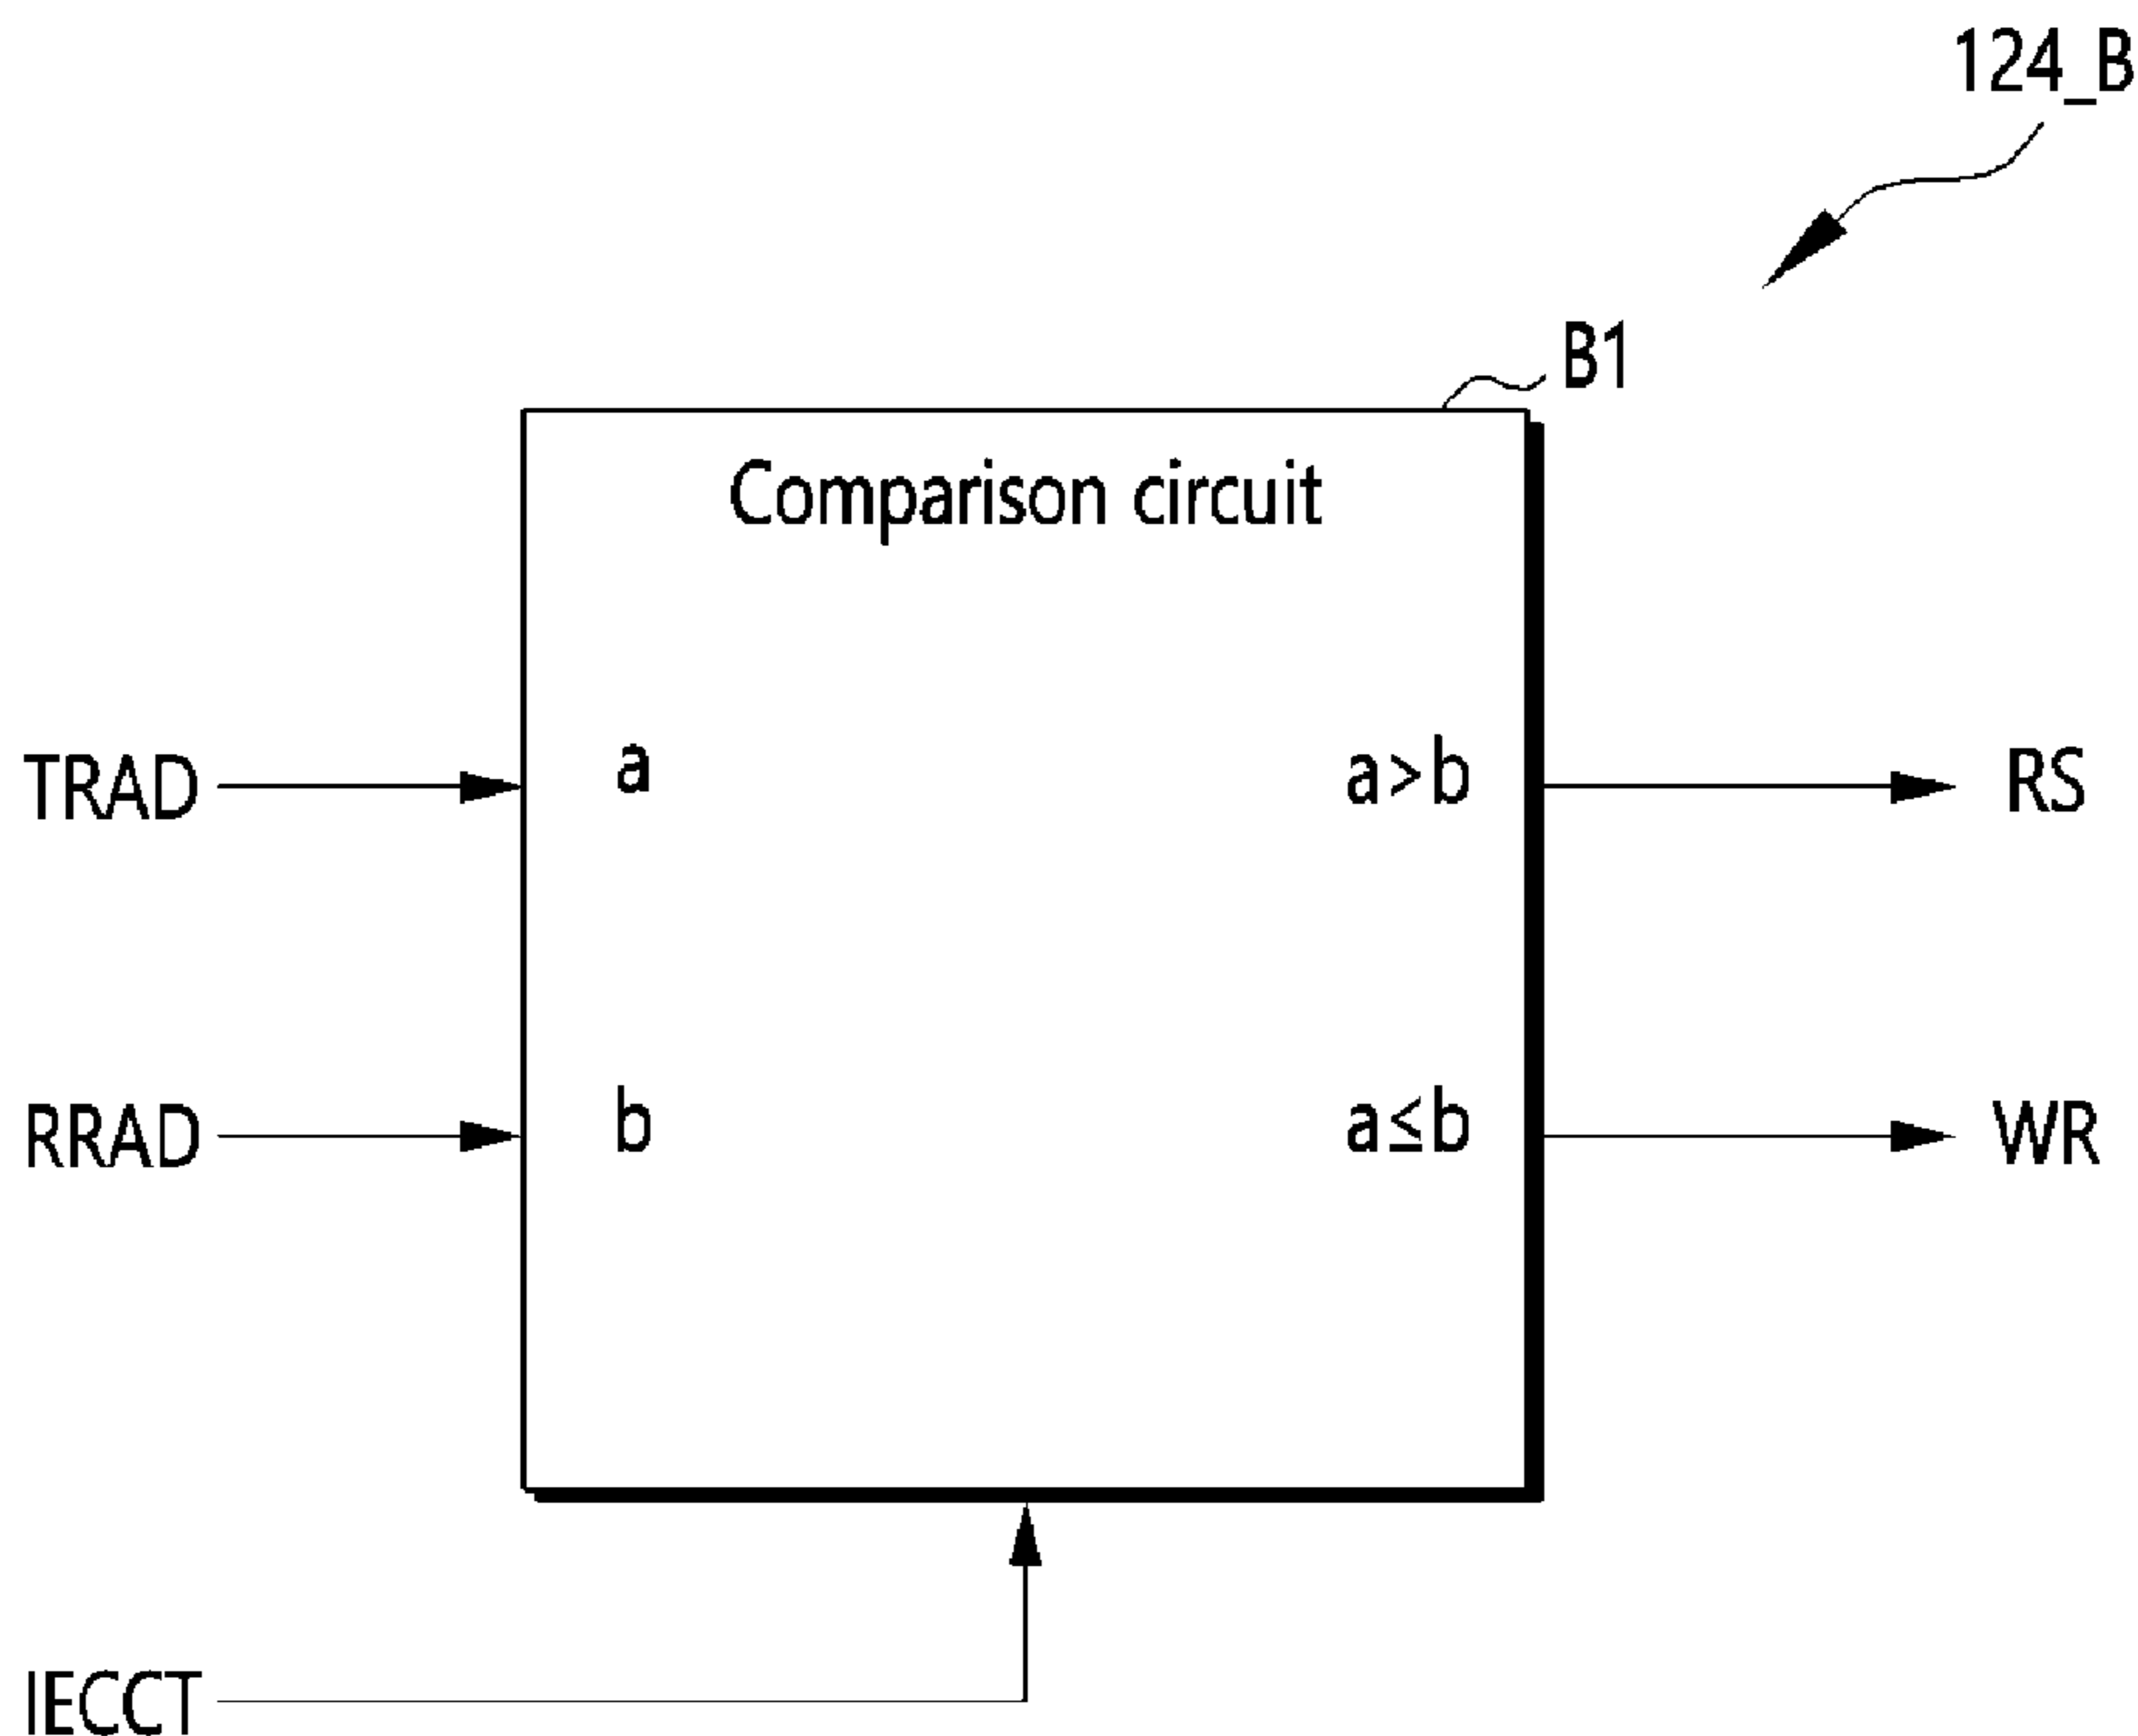 124_B
B1
Comparison circuit
TRAD a a>b RS
RRAD b a≤b WR
IECCT